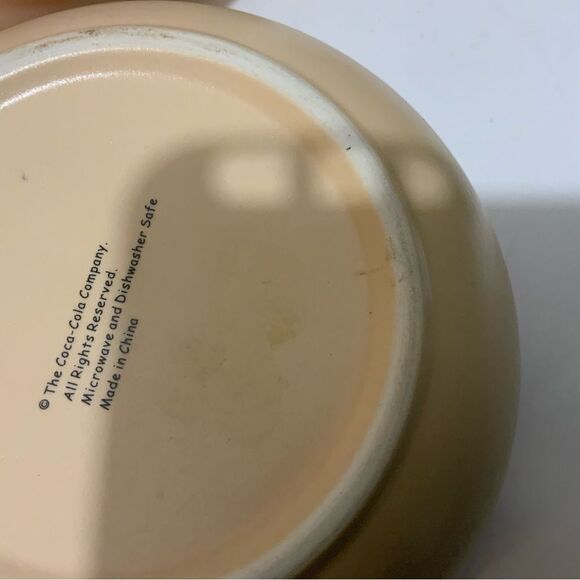 © The Coca-Cola Company.
All Rights Reserved.
Microwave and Dishwasher Safe
Made in China